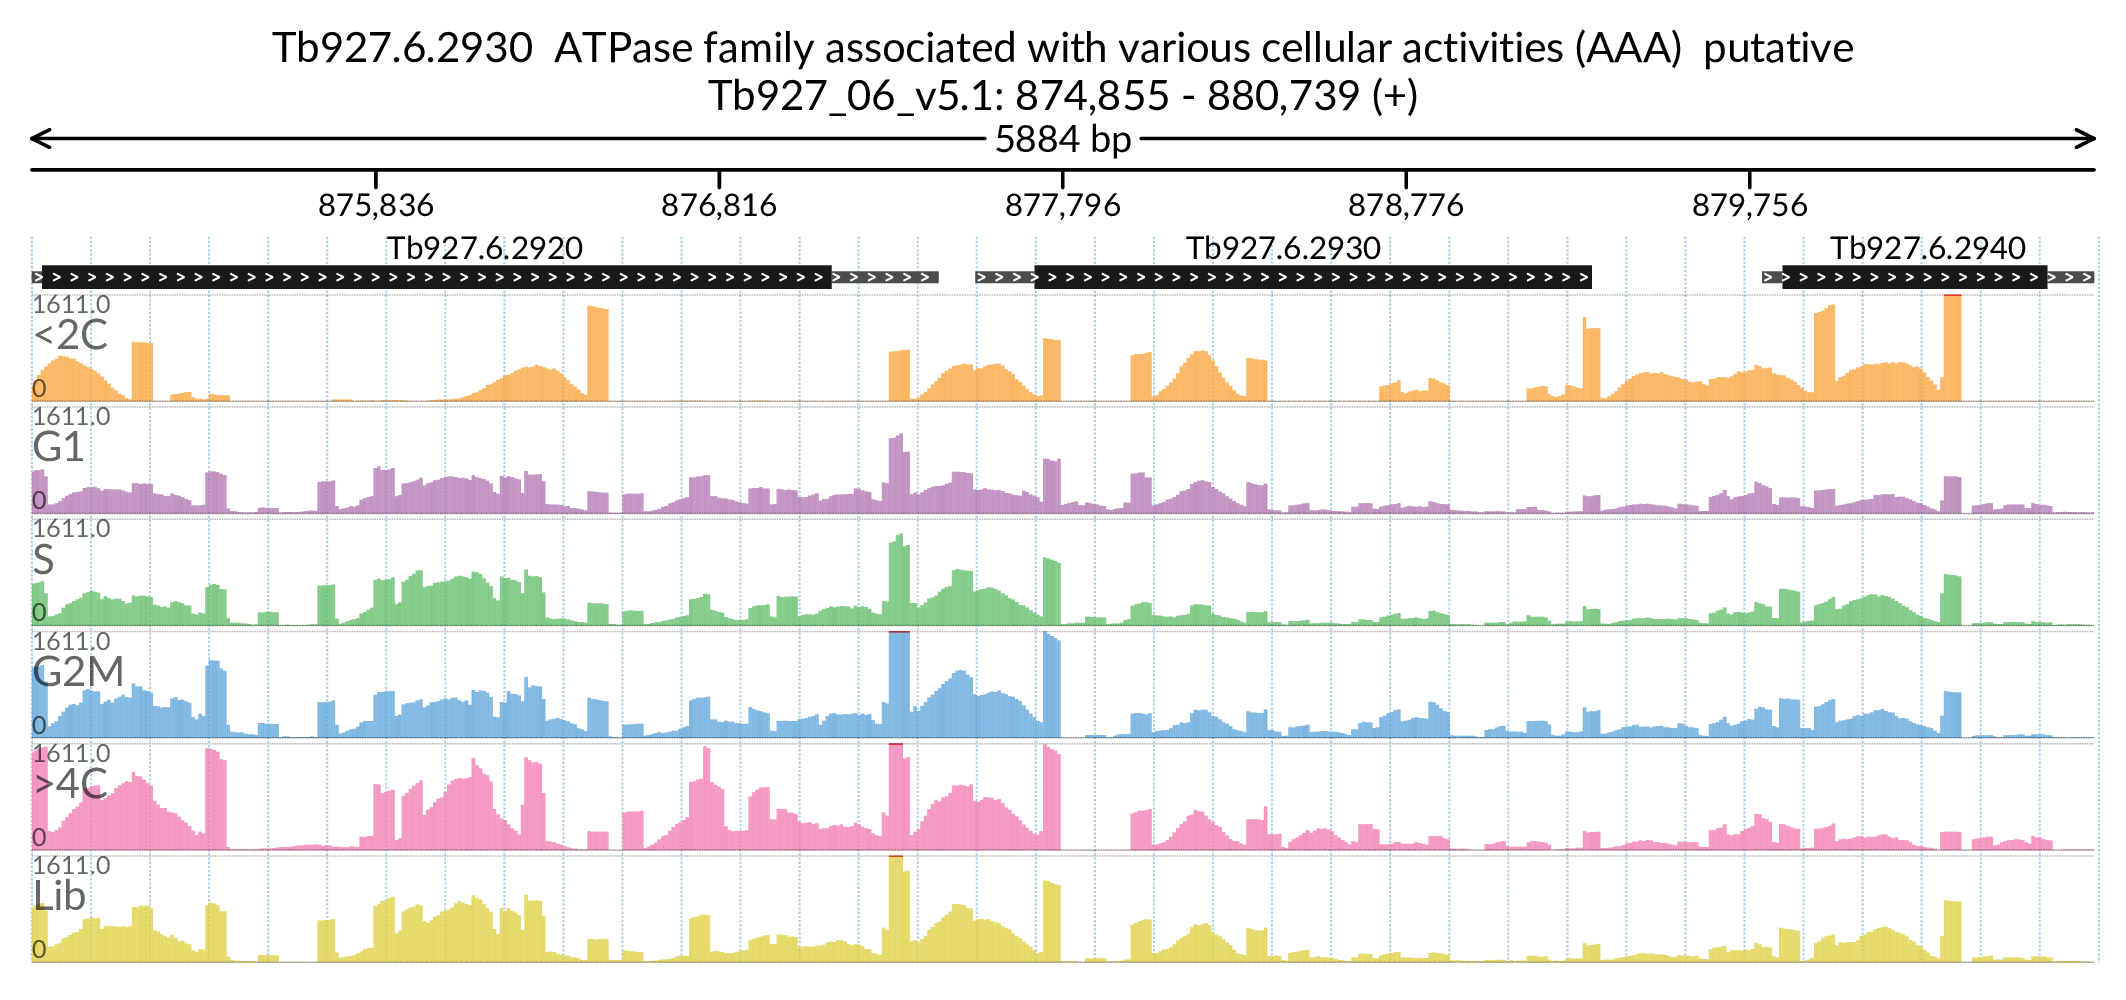 Tb927.6.2930  ATPase family associated with various cellular activities (AAA)  putative
Tb927_06_v5.1: 874,855 - 880,739 (+)
5884 bp
875,836 876,816 877,796 878,776 879,756
Tb927.6.2920 Tb927.6.2930 Tb927.6.2940
1611.0
<2C
0
1611.0
G1
0
1611.0
S
0
1611.0
G2M
0
1611.0
>4C
0
1611.0
Lib
0